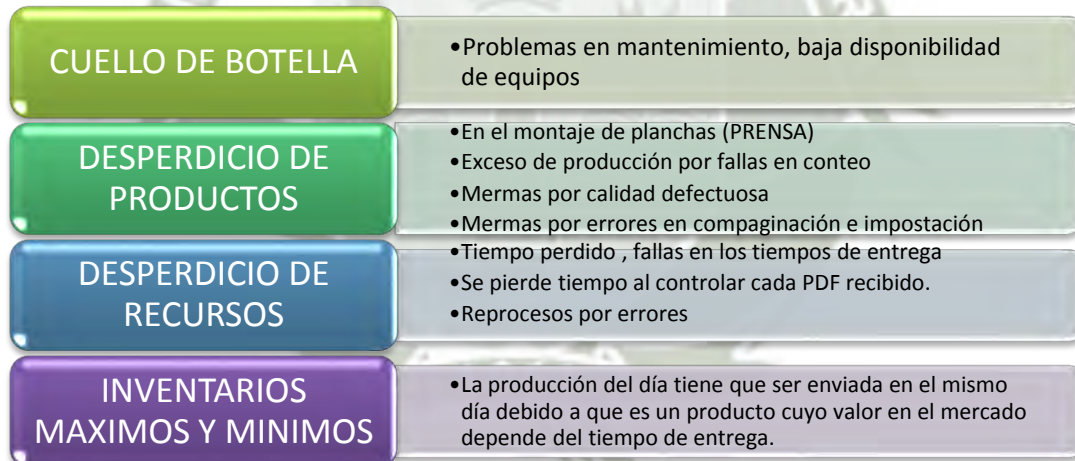 CUELLO DE BOTELLA
•Problemas en mantenimiento, baja disponibilidad
de equipos
DESPERDICIO DE
PRODUCTOS
•En el montaje de planchas (PRENSA)
•Exceso de producción por fallas en conteo
•Mermas por calidad defectuosa
•Mermas por errores en compaginación e impostación
DESPERDICIO DE
RECURSOS
•Tiempo perdido , fallas en los tiempos de entrega
•Se pierde tiempo al controlar cada PDF recibido.
•Reprocesos por errores
INVENTARIOS
MAXIMOS Y MINIMOS
•La producción del día tiene que ser enviada en el mismo
día debido a que es un producto cuyo valor en el mercado
depende del tiempo de entrega.